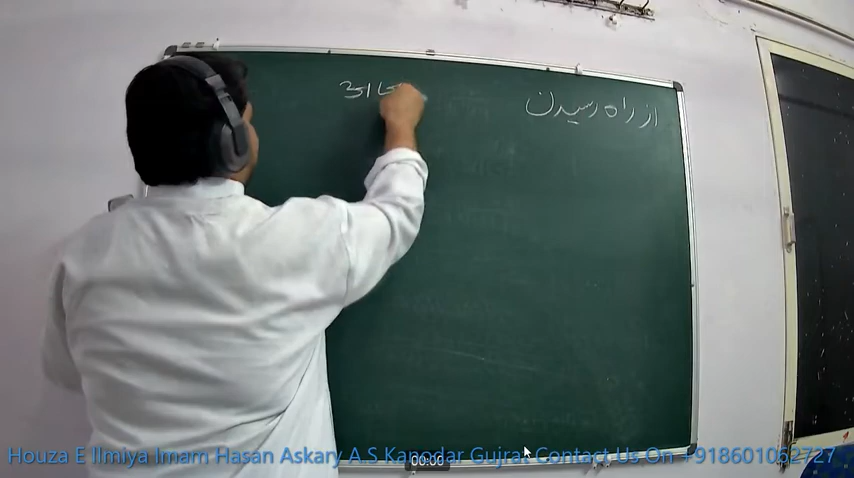 از راه رسیدن
Houza E Ilmiya Imam Hasan Askary A.S Kanodar Gujrat Contact Us On +918601062727
00:00